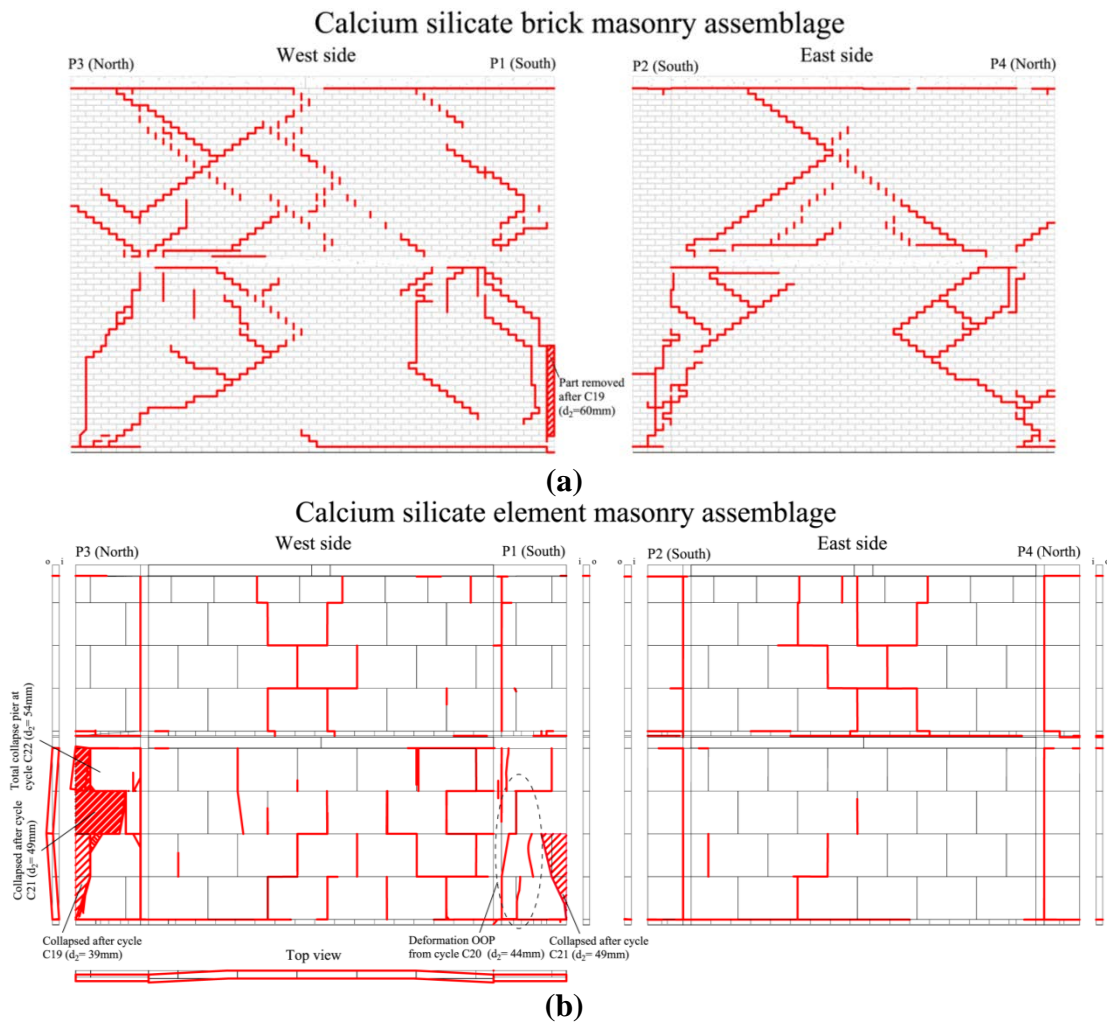 Calcium silicate brick masonry assemblage
West side
East side
P3 (North)
P1 (South)
P2 (South)
P4 (North)
Part removed
after C19
(d₂=60mm)
(a)
Calcium silicate element masonry assemblage
West side
East side
P3 (North)
P1 (South)
P2 (South)
P4 (North)
o i
i o
o i
i o
Total collapse pier at
cycle C22 (d₂= 54mm)
Collapsed after cycle
C21 (d₂= 49mm)
Collapsed after cycle
C19 (d₂= 39mm)
Top view
Deformation OOP
from cycle C20 (d₂= 44mm)
Collapsed after cycle
C21 (d₂= 49mm)
(b)